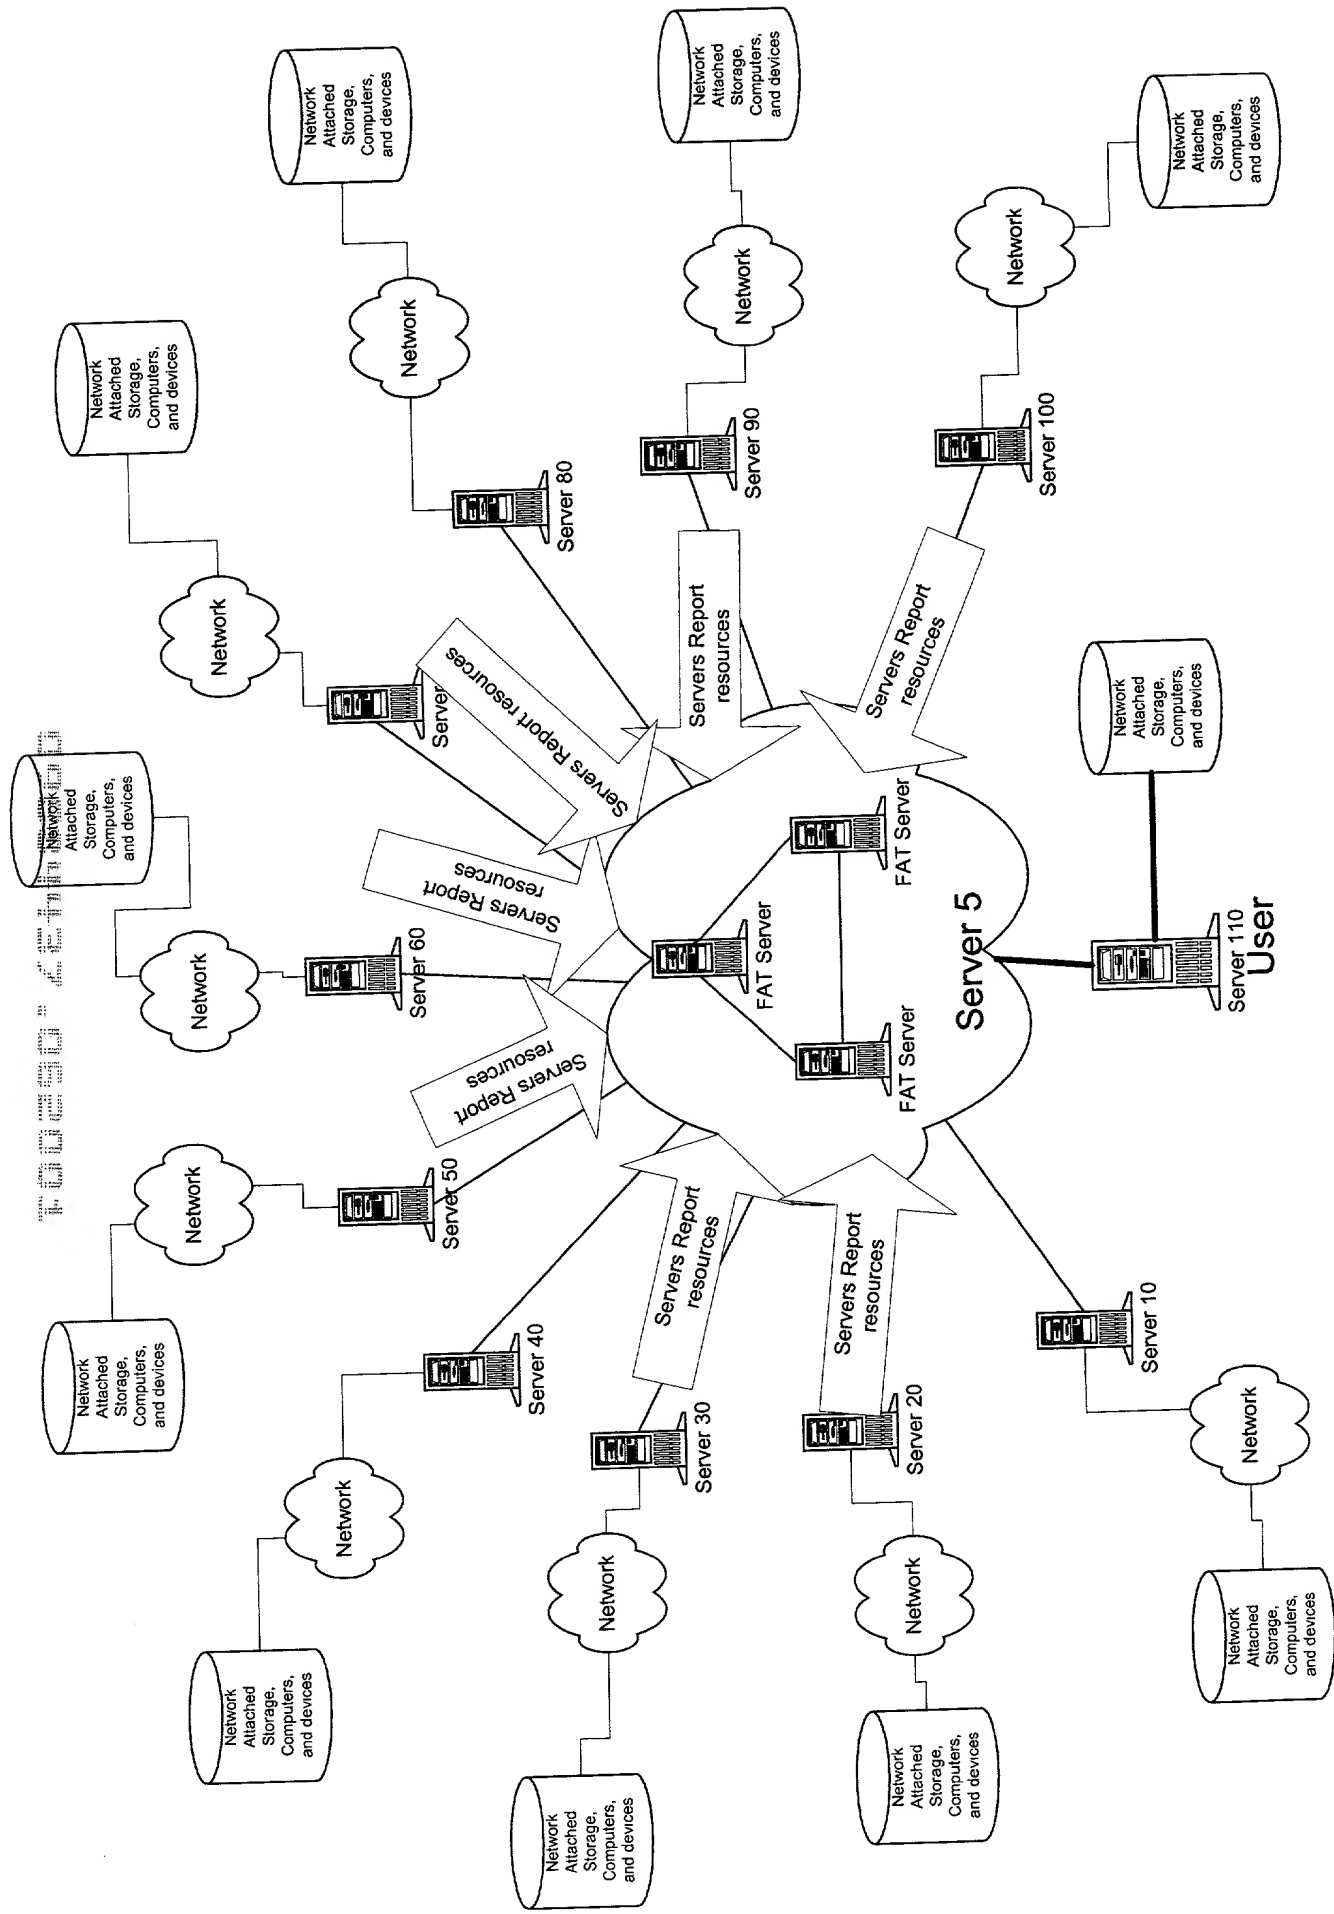 Network
Attached
Storage,
Computers,
and devices
Network
Server 50
Network
Attached
Storage,
Computers,
and devices
Network
Server 60
Network
Attached
Storage,
Computers,
and devices
Network
Server
Network
Attached
Storage,
Computers,
and devices
Network
Server 40
Network
Attached
Storage,
Computers,
and devices
Network
Server 80
Servers Report
resources
Servers Report
resources
Servers Report resources
Network
Attached
Storage,
Computers,
and devices
Network
Server 30
Servers Report
resources
Servers Report
resources
Server 90
Network
Network
Attached
Storage,
Computers,
and devices
FAT Server
FAT Server
FAT Server
Server 5
Network
Attached
Storage,
Computers,
and devices
Network
Server 20
Servers Report
resources
Servers Report
resources
Server 100
Network
Network
Attached
Storage,
Computers,
and devices
Network
Attached
Storage,
Computers,
and devices
Network
Server 10
Server 110
User
Network
Attached
Storage,
Computers,
and devices